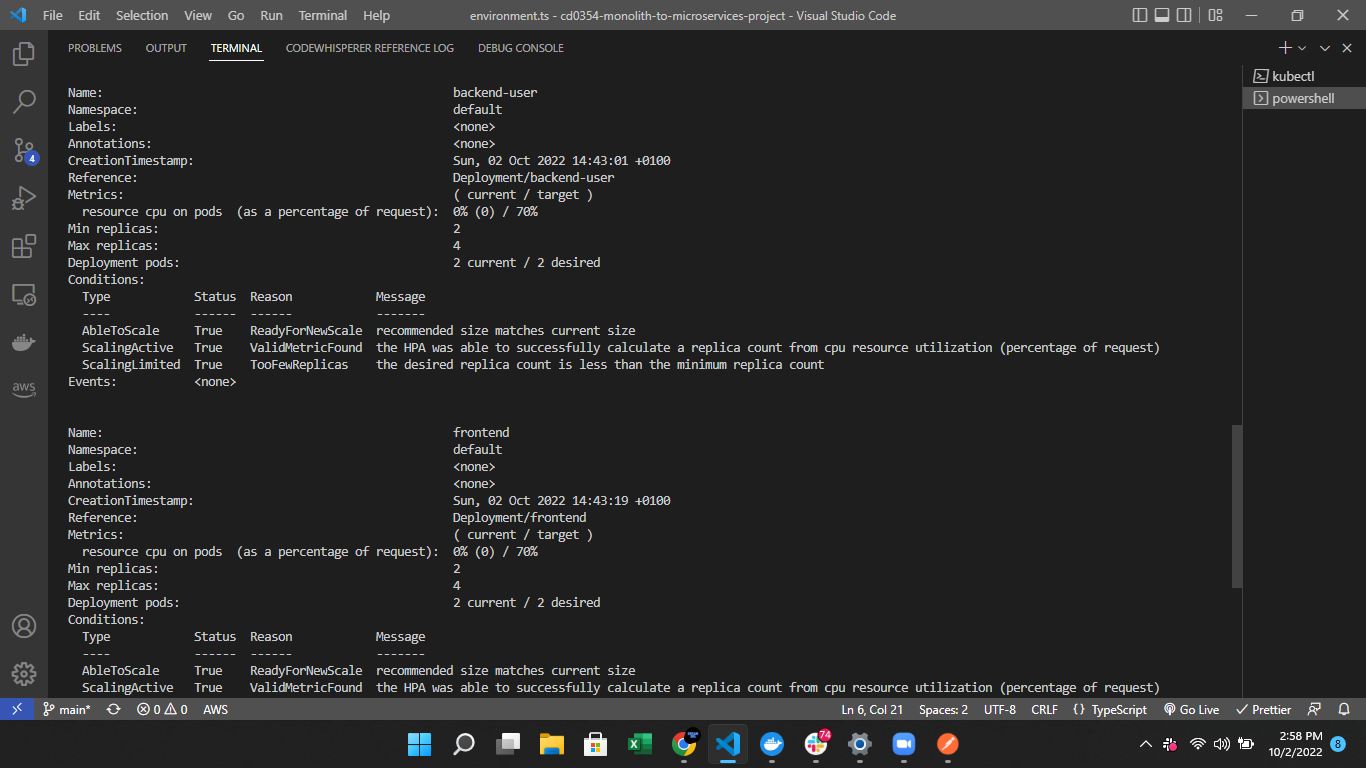 File Edit Selection View Go Run Terminal Help environment.ts - cd0354-monolith-to-microservices-project - Visual Studio Code
PROBLEMS OUTPUT TERMINAL CODEWHISPERER REFERENCE LOG DEBUG CONSOLE
kubectl
powershell
4
aws
Name: backend-user
Namespace: default
Labels: <none>
Annotations: <none>
CreationTimestamp: Sun, 02 Oct 2022 14:43:01 +0100
Reference: Deployment/backend-user
Metrics: ( current / target )
resource cpu on pods (as a percentage of request): 0% (0) / 70%
Min replicas: 2
Max replicas: 4
Deployment pods: 2 current / 2 desired
Conditions:
Type Status Reason Message
---- ------ ------ -------
AbleToScale True ReadyForNewScale recommended size matches current size
ScalingActive True ValidMetricFound the HPA was able to successfully calculate a replica count from cpu resource utilization (percentage of request)
ScalingLimited True TooFewReplicas the desired replica count is less than the minimum replica count
Events: <none>
Name: frontend
Namespace: default
Labels: <none>
Annotations: <none>
CreationTimestamp: Sun, 02 Oct 2022 14:43:19 +0100
Reference: Deployment/frontend
Metrics: ( current / target )
resource cpu on pods (as a percentage of request): 0% (0) / 70%
Min replicas: 2
Max replicas: 4
Deployment pods: 2 current / 2 desired
Conditions:
Type Status Reason Message
---- ------ ------ -------
AbleToScale True ReadyForNewScale recommended size matches current size
ScalingActive True ValidMetricFound the HPA was able to successfully calculate a replica count from cpu resource utilization (percentage of request)
main* 0 0 AWS Ln 6, Col 21 Spaces: 2 UTF-8 CRLF {} TypeScript Go Live Prettier
74
2:58 PM
10/2/2022
8